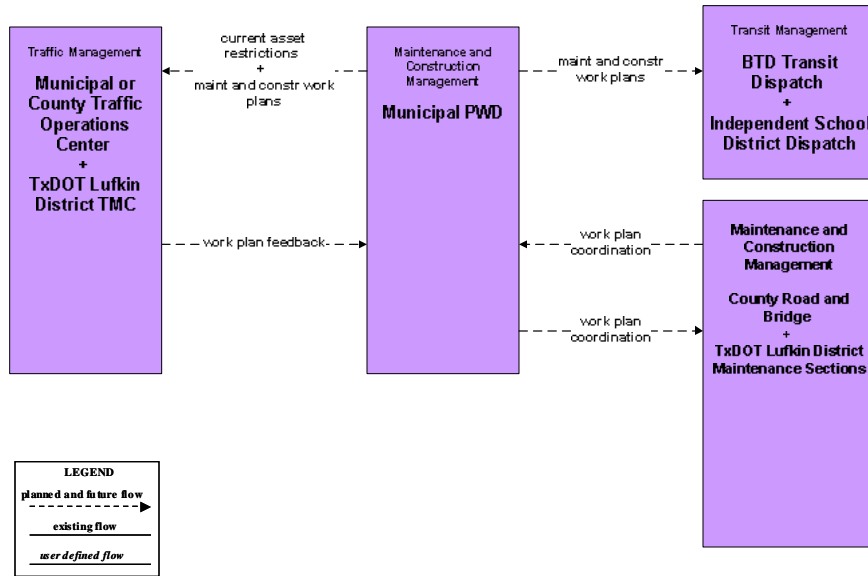 Traffic Management
Municipal or
County Traffic
Operations
Center
+
TxDOT Lufkin
District TMC
current asset
restrictions
+
maint and constr work
plans
work plan feedback
Maintenance and
Construction
Management
Municipal PWD
maint and constr
work plans
work plan
coordination
work plan
coordination
Transit Management
BTD Transit
Dispatch
+
Independent School
District Dispatch
Maintenance and
Construction
Management
County Road and
Bridge
+
TxDOT Lufkin District
Maintenance Sections
LEGEND
planned and future flow
existing flow
user defined flow